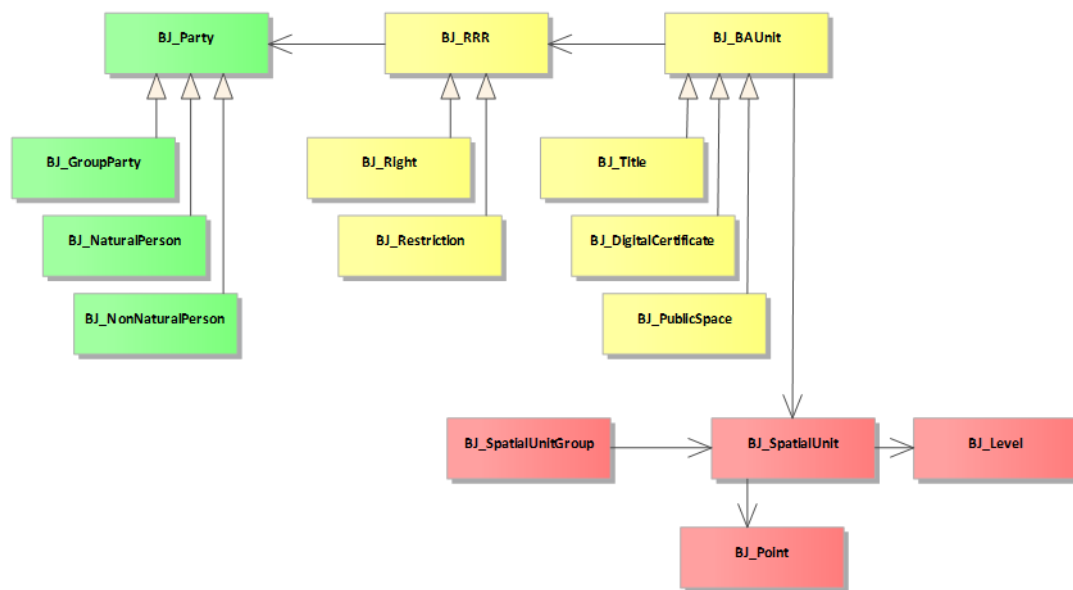 BJ_Party
BJ_RRR
BJ_BAUnit
BJ_GroupParty
BJ_Right
BJ_Title
BJ_NaturalPerson
BJ_Restriction
BJ_DigitalCertificate
BJ_NonNaturalPerson
BJ_PublicSpace
BJ_SpatialUnitGroup
BJ_SpatialUnit
BJ_Level
BJ_Point